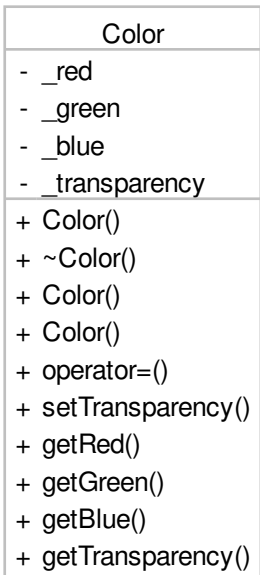 Color
- _red
- _green
- _blue
- _transparency
+ Color()
+ ~Color()
+ Color()
+ Color()
+ operator=()
+ setTransparency()
+ getRed()
+ getGreen()
+ getBlue()
+ getTransparency()